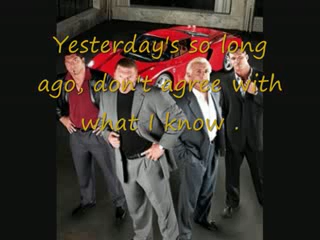 Yesterday's so long
ago, don't agree with
what I know .